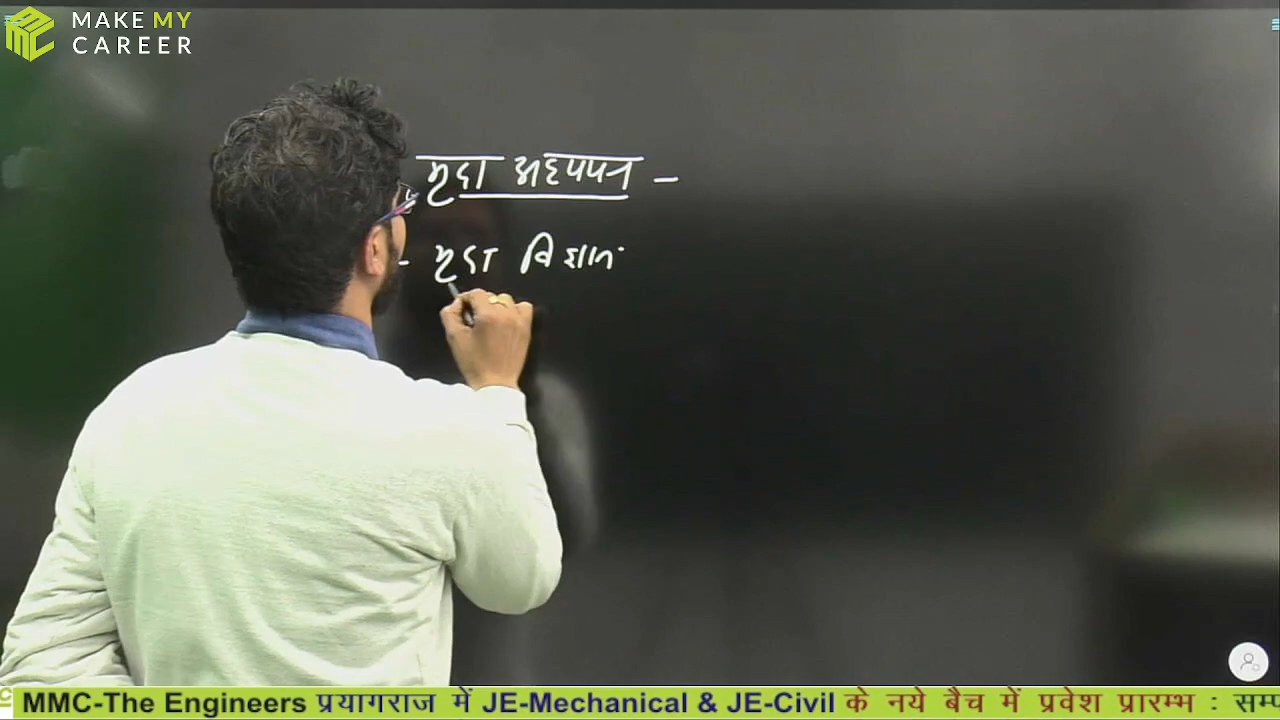 MAKE MY
CAREER
मृदा अध्ययन -
- मृदा विज्ञान
MMC-The Engineers प्रयागराज में JE-Mechanical & JE-Civil के नये बैच में प्रवेश प्रारम्भ : सम्प